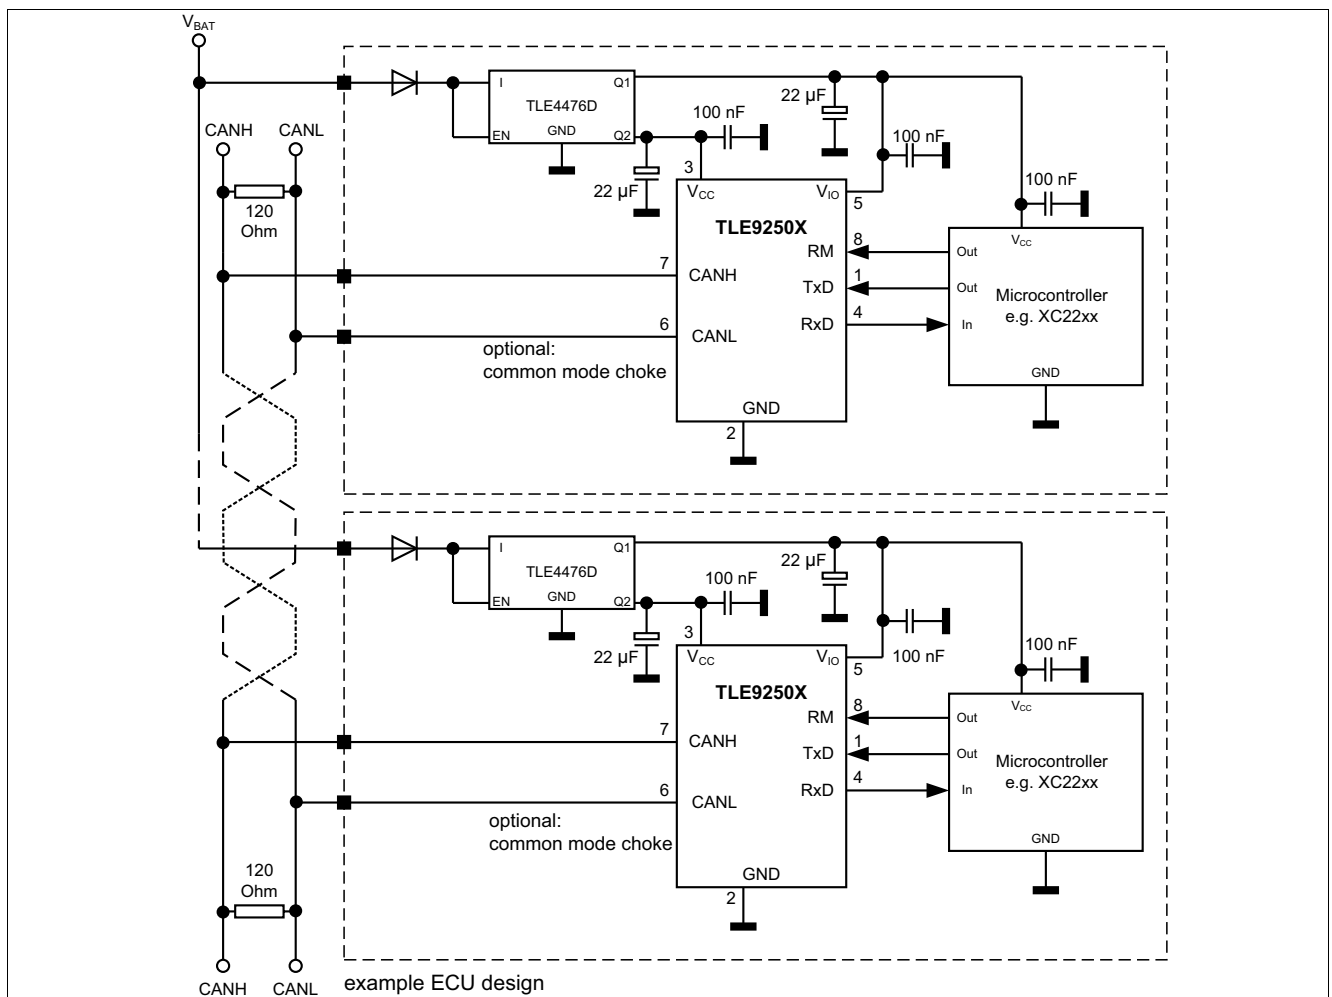 VBAT
CANH CANL
120
Ohm
I
Q1
TLE4476D
EN
GND
Q2
22 µF
100 nF
22 µF
100 nF
100 nF
3
VCC
VIO
5
TLE9250X
RM
8
Out
VCC
7
CANH
TxD
1
Out
Microcontroller
e.g. XC22xx
6
CANL
RxD
4
In
optional:
common mode choke
GND
GND
2
I
Q1
TLE4476D
EN
GND
Q2
22 µF
100 nF
22 µF
100 nF
100 nF
3
VCC
VIO
5
TLE9250X
RM
8
Out
VCC
7
CANH
TxD
1
Out
Microcontroller
e.g. XC22xx
6
CANL
RxD
4
In
optional:
common mode choke
GND
GND
2
120
Ohm
CANH CANL
example ECU design